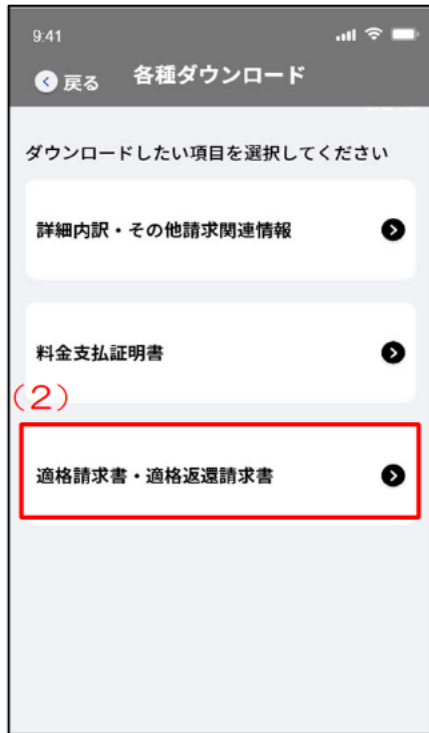 9:41
戻る 各種ダウンロード
ダウンロードしたい項目を選択してください
詳細内訳・その他請求関連情報
料金支払証明書
(2)
適格請求書・適格返還請求書